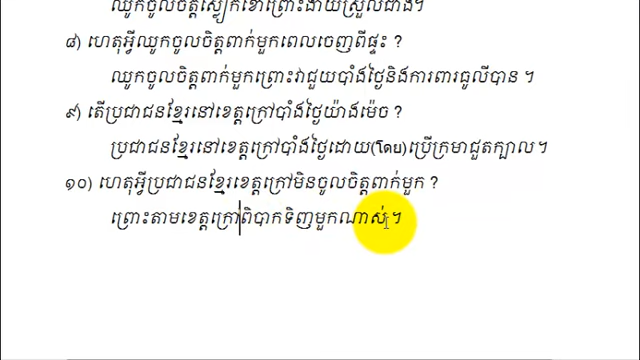 ឈូកចូលចិត្តស្លៀកខោព្រោះងាយស្រួលជាង។
៨) ហេតុអ្វីឈូកចូលចិត្តពាក់មួកពេលចេញពីផ្ទះ ?
ឈូកចូលចិត្តពាក់មួកព្រោះវាជួយបាំងថ្ងៃនិងការពារធូលីបាន ។
៩) តើប្រជាជនខ្មែរនៅខេត្តក្រៅបាំងថ្ងៃយ៉ាងម៉េច ?
ប្រជាជនខ្មែរនៅខេត្តក្រៅបាំងថ្ងៃដោយ(โดย)ប្រើក្រមាជួតក្បាល។
១០) ហេតុអ្វីប្រជាជនខ្មែរខេត្តក្រៅមិនចូលចិត្តពាក់មួក ?
ព្រោះតាមខេត្តក្រៅពិបាកទិញមួកណាស់។